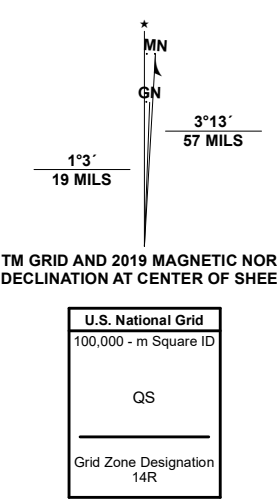 ★
MN
GN
3°13´
57 MILS
1°3´
19 MILS
TM GRID AND 2019 MAGNETIC NOR
DECLINATION AT CENTER OF SHEE
U.S. National Grid
100,000 - m Square ID
QS
Grid Zone Designation
14R